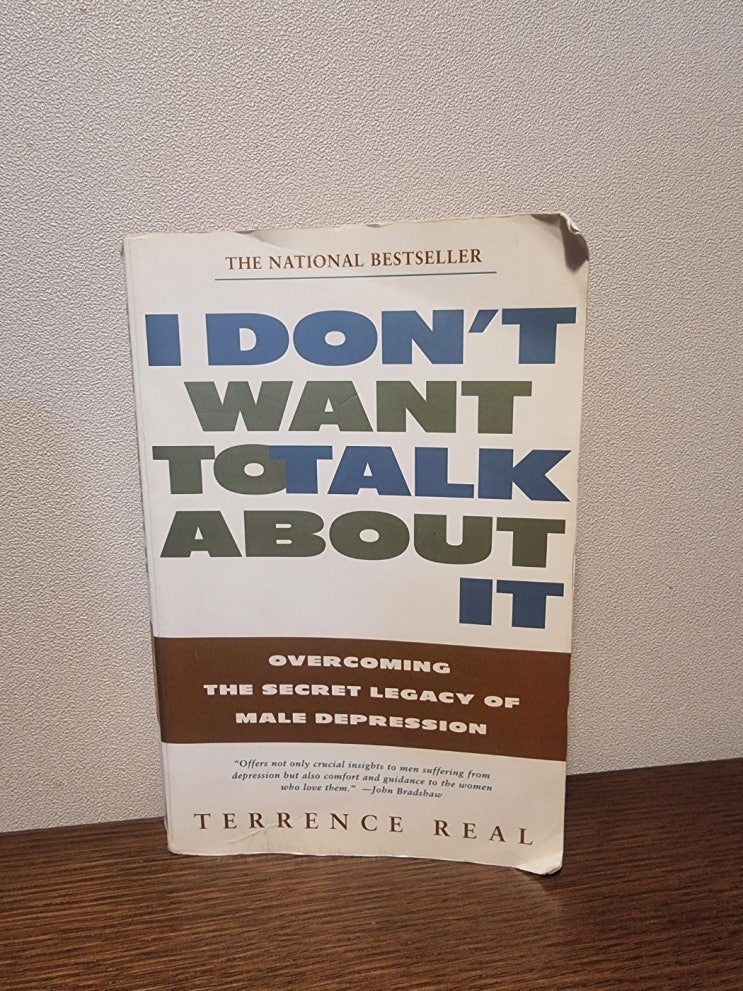 THE NATIONAL BESTSELLER
I DON'T
WANT
TO TALK
ABOUT
IT
OVERCOMING
THE SECRET LEGACY OF
MALE DEPRESSION
"Offers not only crucial insights to men suffering from
depression but also comfort and guidance to the women
who love them." —John Bradshaw
TERRENCE REAL